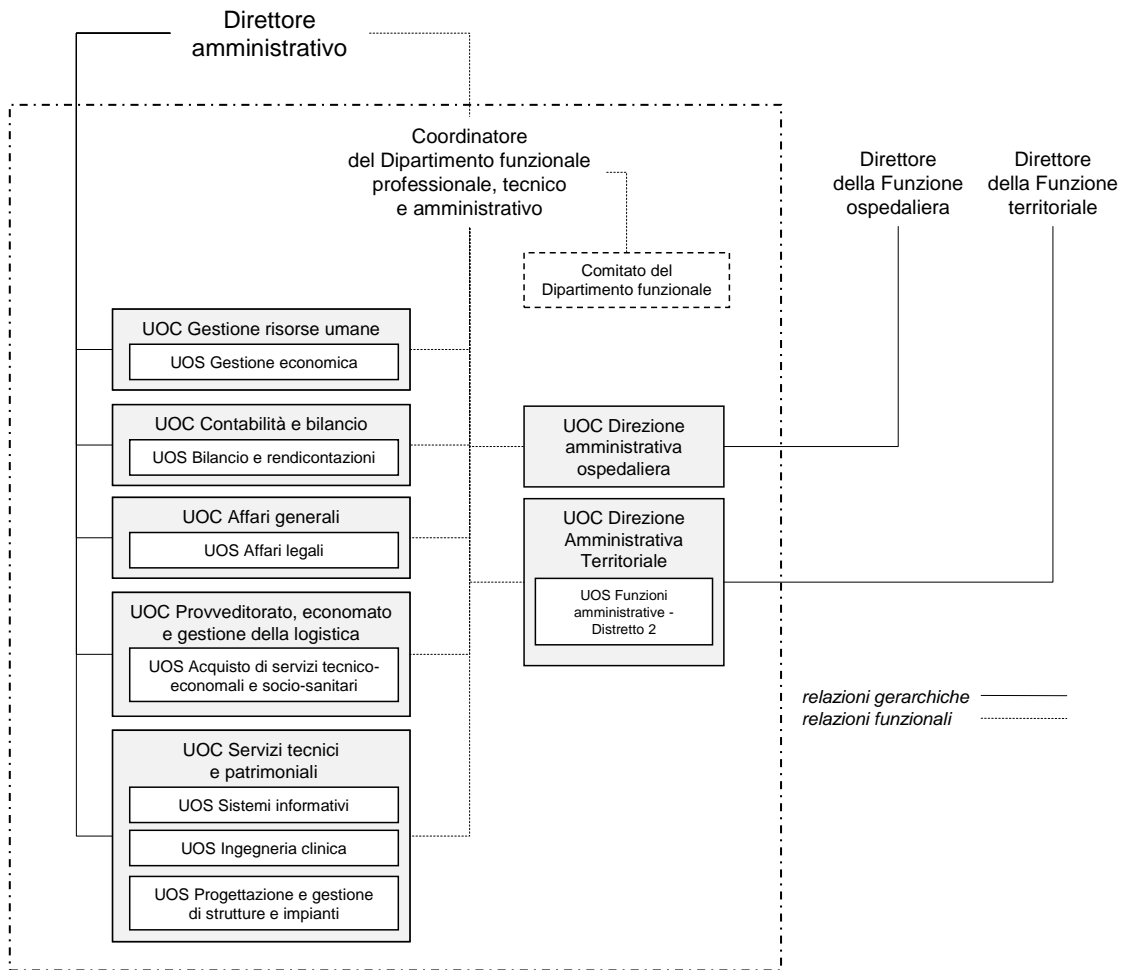 Direttore
amministrativo
Coordinatore
del Dipartimento funzionale
professionale, tecnico
e amministrativo
Direttore
della Funzione
ospedaliera
Direttore
della Funzione
territoriale
Comitato del
Dipartimento funzionale
UOC Gestione risorse umane
UOS Gestione economica
UOC Contabilità e bilancio
UOS Bilancio e rendicontazioni
UOC Affari generali
UOS Affari legali
UOC Provveditorato, economato
e gestione della logistica
UOS Acquisto di servizi tecnico-
economali e socio-sanitari
UOC Servizi tecnici
e patrimoniali
UOS Sistemi informativi
UOS Ingegneria clinica
UOS Progettazione e gestione
di strutture e impianti
UOC Direzione
amministrativa
ospedaliera
UOC Direzione
Amministrativa
Territoriale
UOS Funzioni
amministrative -
Distretto 2
relazioni gerarchiche
relazioni funzionali